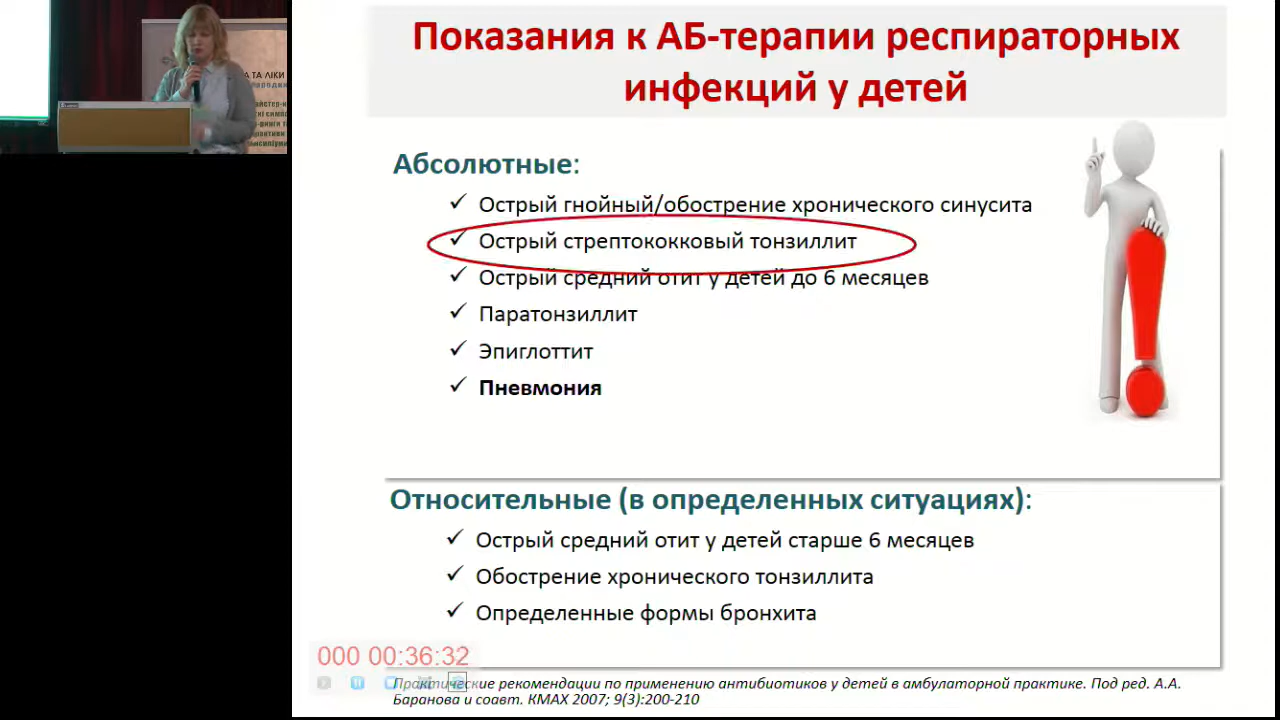 Показания к АБ-терапии респираторных
инфекций у детей
Абсолютные:
Острый гнойный/обострение хронического синусита
Острый стрептококковый тонзиллит
Острый средний отит у детей до 6 месяцев
Паратонзиллит
Эпиглоттит
Пневмония
Относительные (в определенных ситуациях):
Острый средний отит у детей старше 6 месяцев
Обострение хронического тонзиллита
Определенные формы бронхита
000 00:36:32
Практические рекомендации по применению антибиотиков у детей в амбулаторной практике. Под ред. А.А.
Баранова и соавт. КМАХ 2007; 9(3):200-210
ТА ЛІКИ